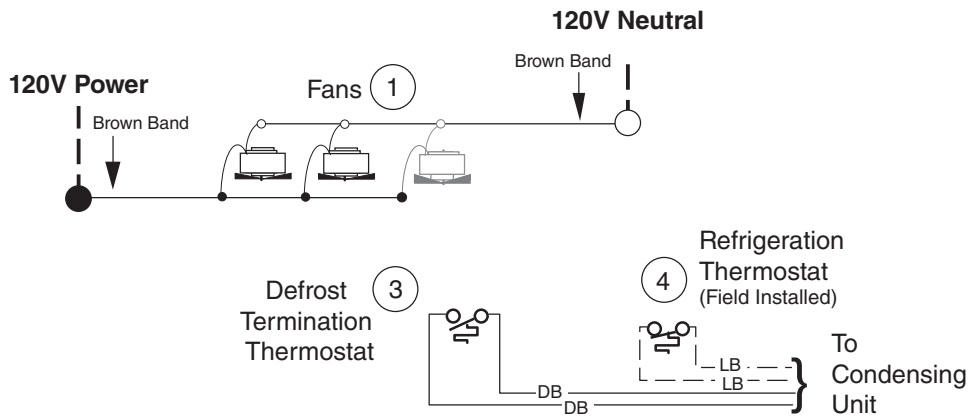 120V Neutral
Brown Band
120V Power
Fans 1
Brown Band
Refrigeration
Thermostat
(Field Installed)
4
Defrost
Termination
Thermostat
3
To
Condensing
Unit
LB
LB
DB
DB